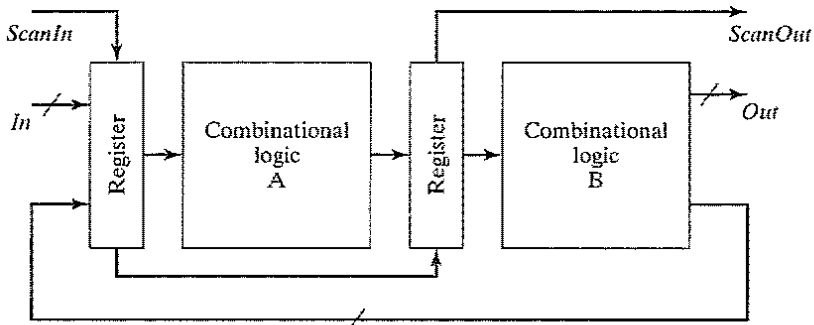 ScanIn
ScanOut
In
Register
Combinational
logic
A
Register
Combinational
logic
B
Out